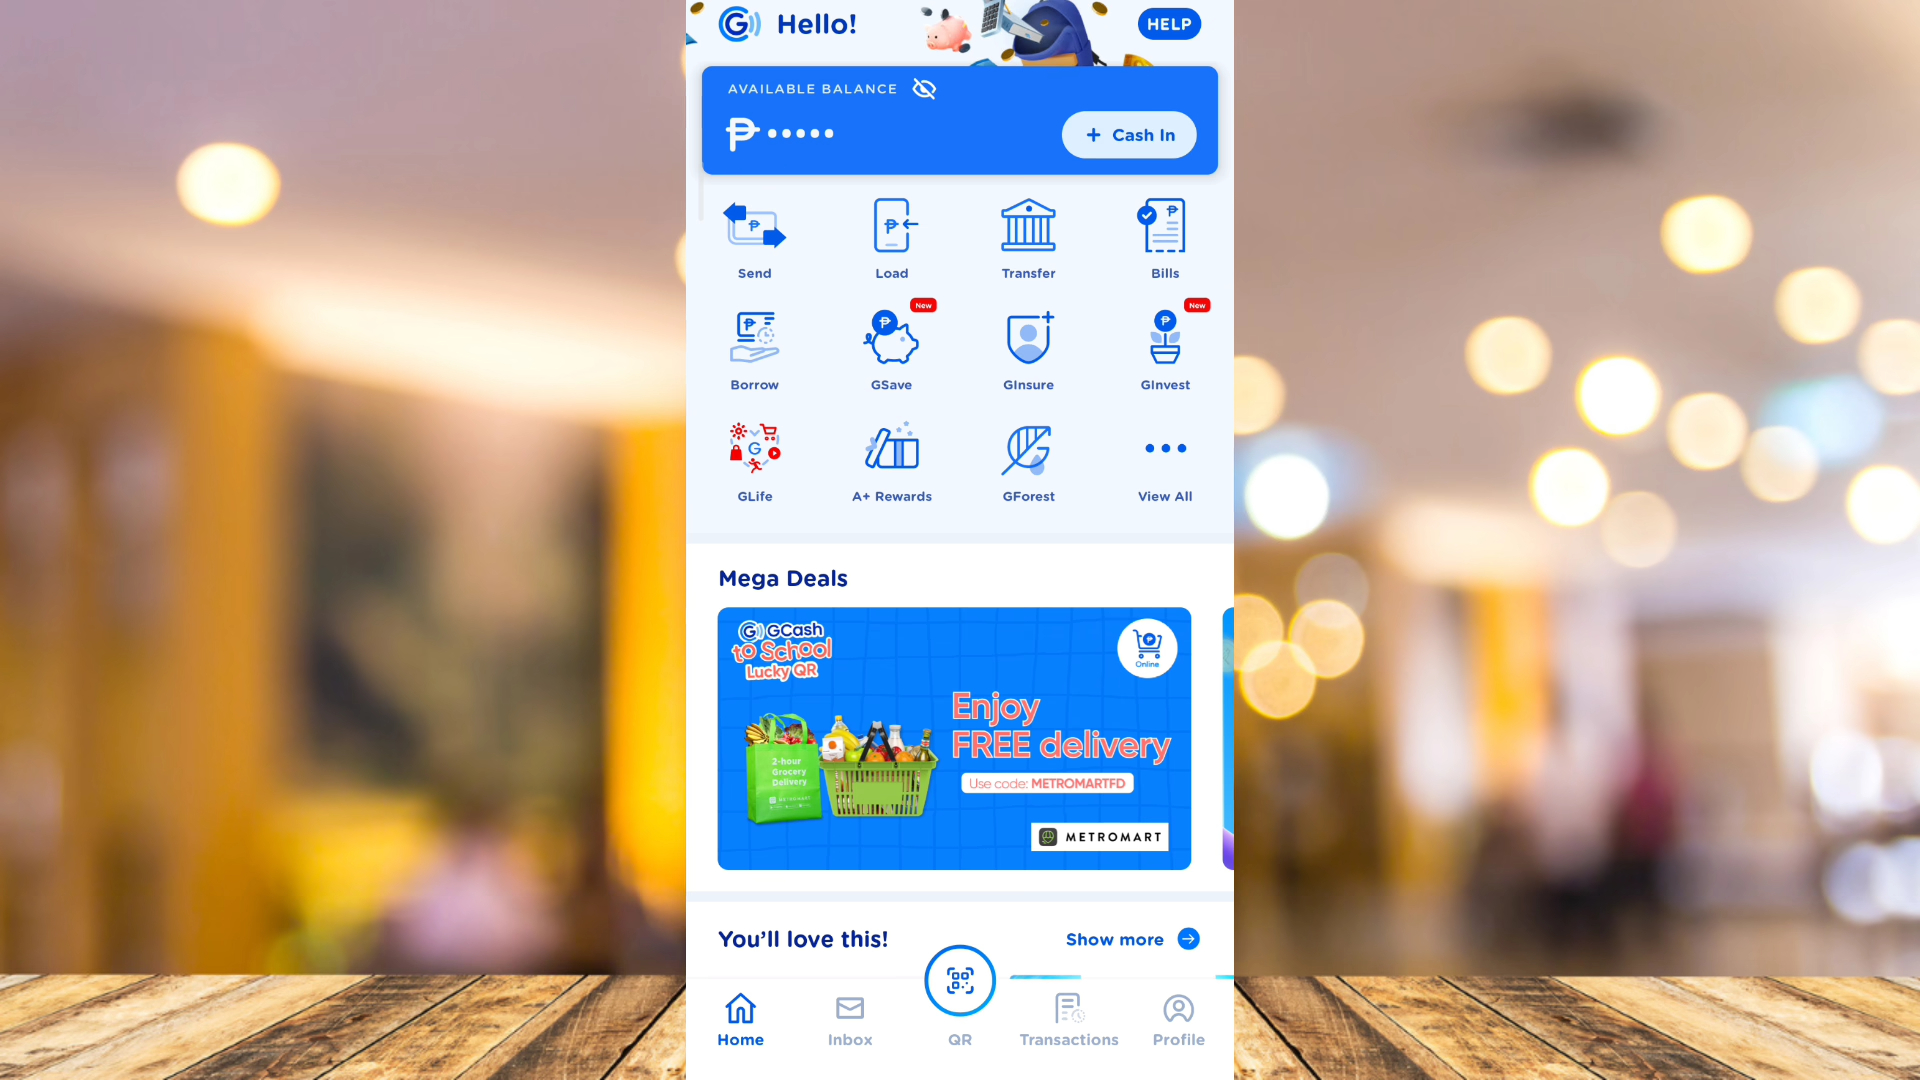 Hello!
HELP
AVAILABLE BALANCE
₱•••••
+ Cash In
Send
Load
Transfer
Bills
New
New
Borrow
GSave
GInsure
GInvest
GLife
A+ Rewards
GForest
View All
Mega Deals
GCash
to School
Lucky QR
Online
Enjoy
FREE delivery
Use code: METROMARTFD
2-hour
Grocery
Delivery
METROMART
METROMART
You’ll love this!
Show more
Home
Inbox
QR
Transactions
Profile